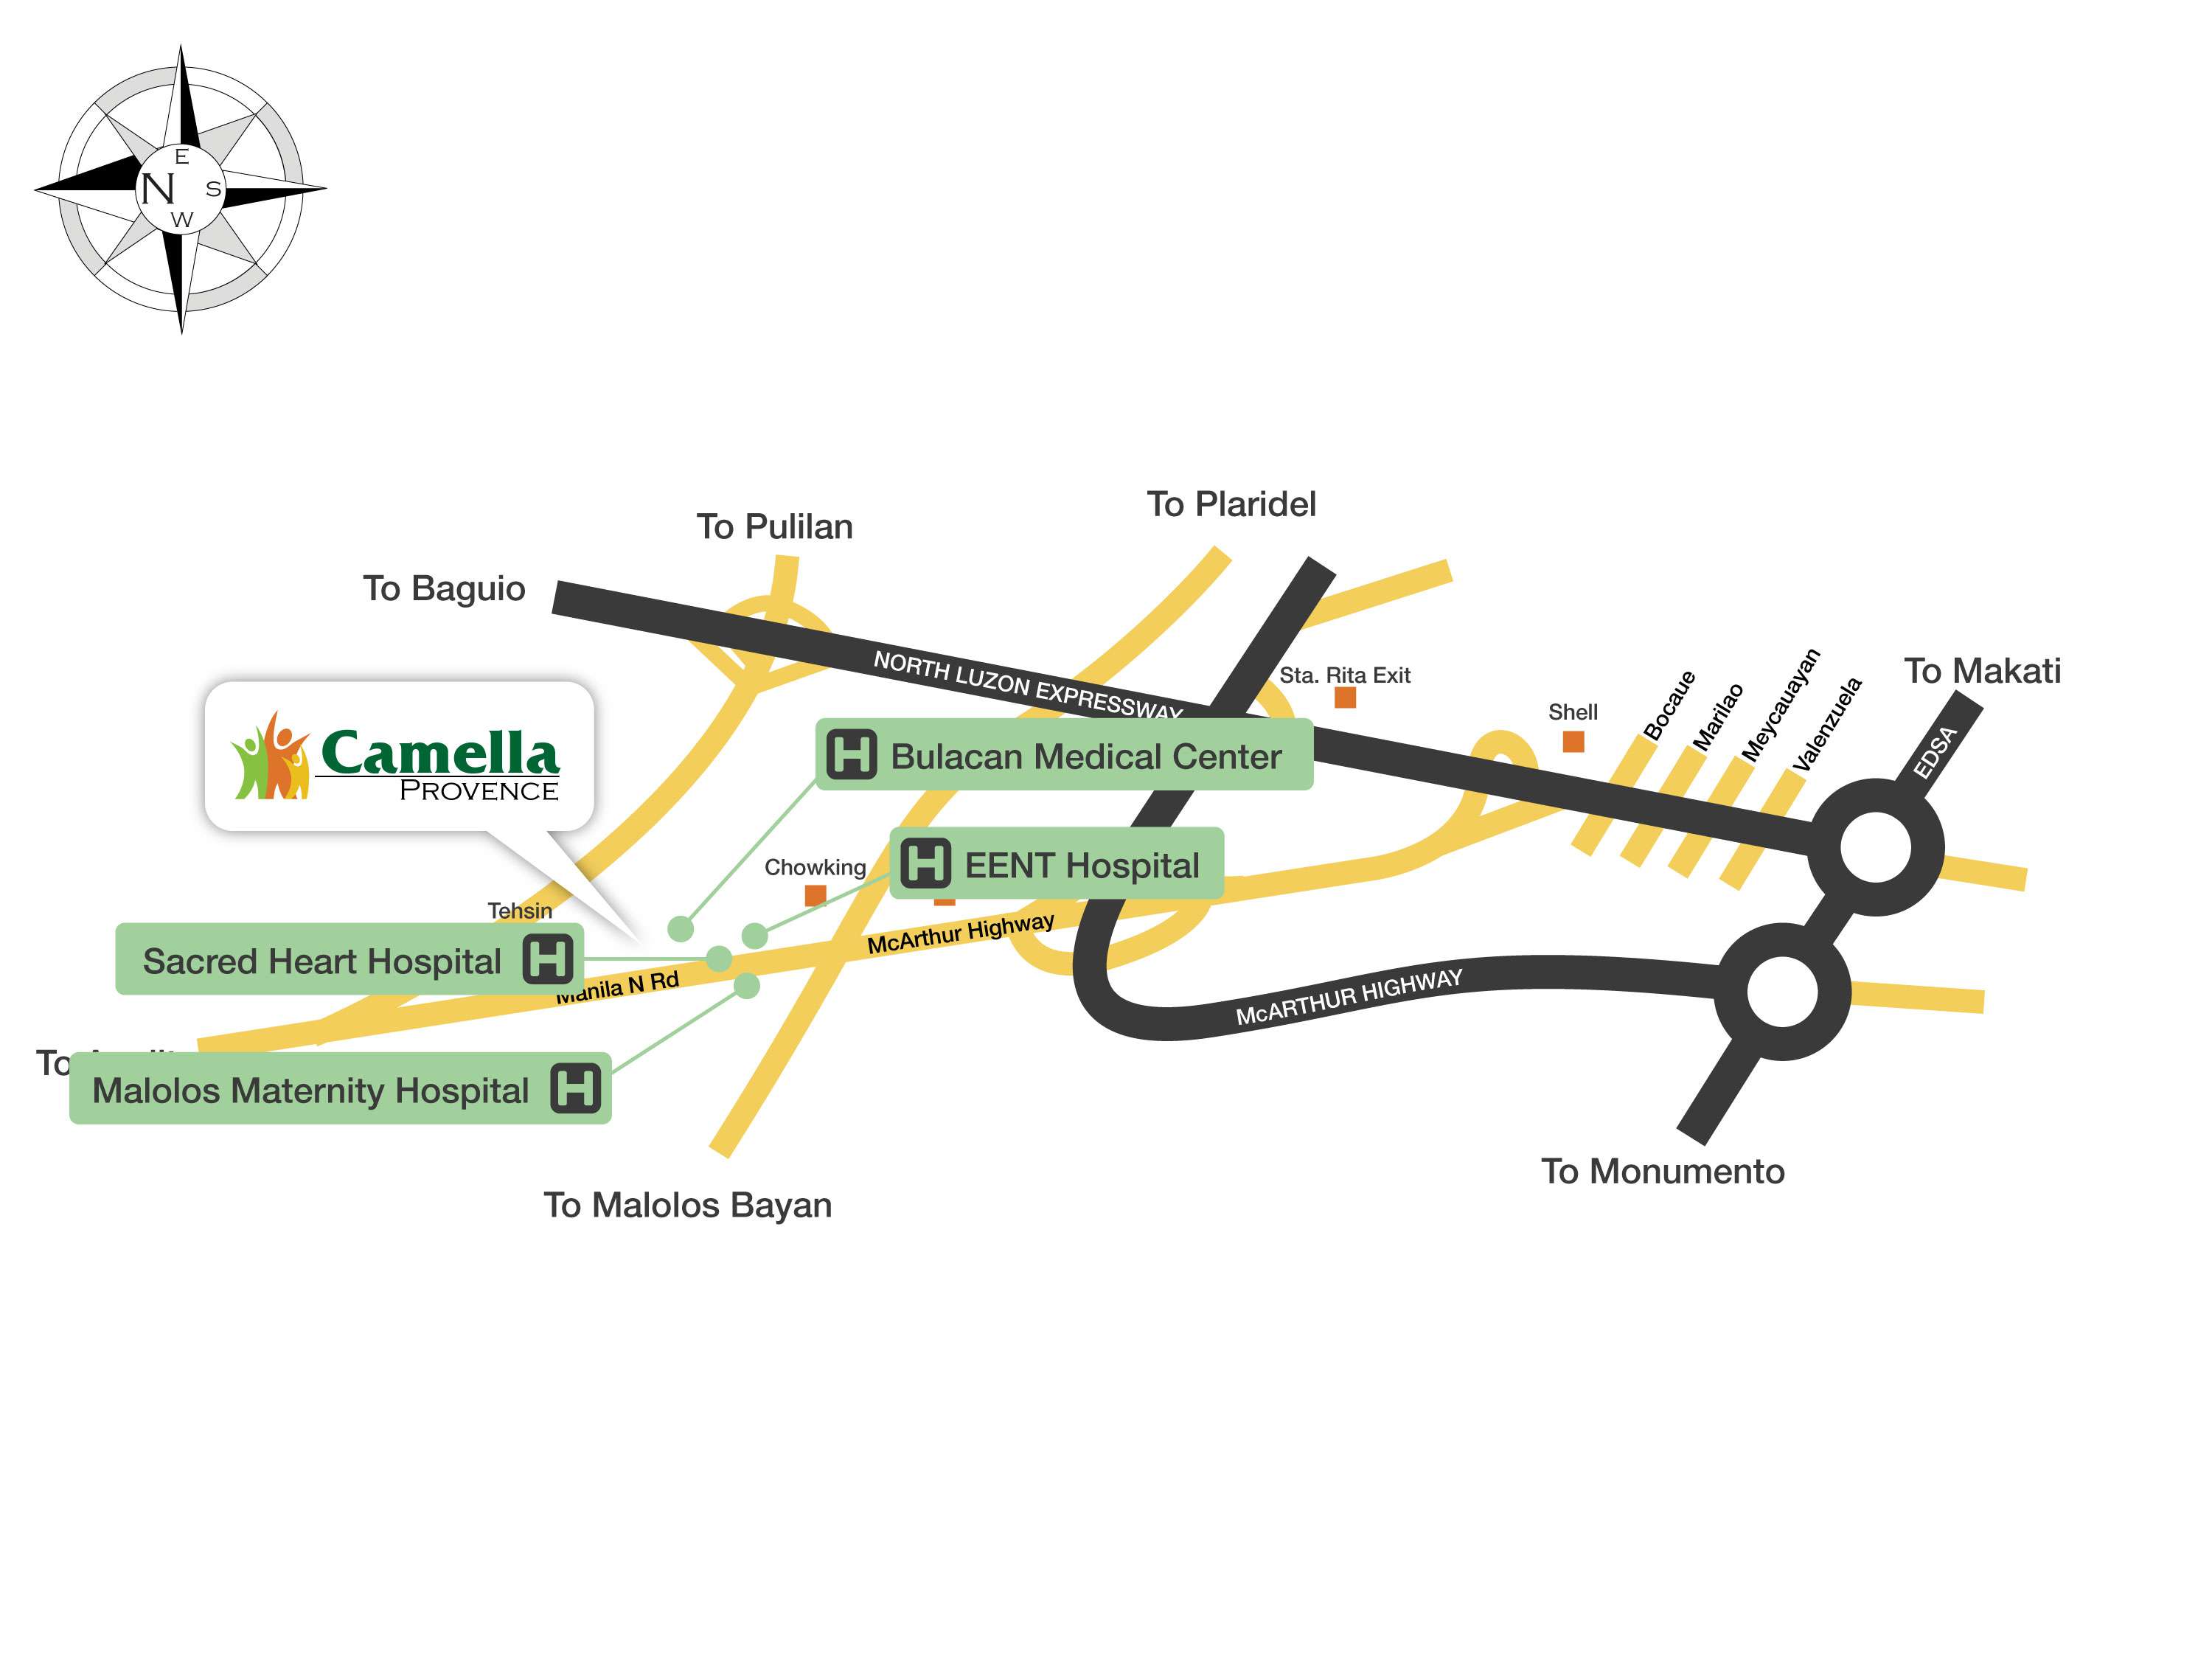 E
N S
W
To Plaridel
To Pulilan
To Baguio
NORTH LUZON EXPRESSWAY
Sta. Rita Exit
Shell
Bocaue
Marilao
Meycauayan
Valenzuela
To Makati
EDSA
Camella
PROVENCE
Bulacan Medical Center
EENT Hospital
Chowking
Tehsin
McArthur Highway
Sacred Heart Hospital
Manila N Rd
McARTHUR HIGHWAY
To
Malolos Maternity Hospital
To Monumento
To Malolos Bayan